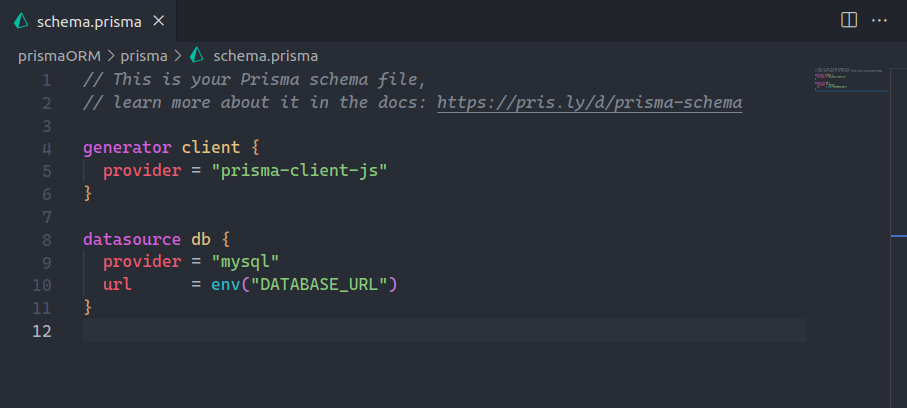 schema.prisma
prismaORM > prisma > schema.prisma
1 // This is your Prisma schema file,
2 // learn more about it in the docs: https://pris.ly/d/prisma-schema
3
4 generator client {
5   provider = "prisma-client-js"
6 }
7
8 datasource db {
9   provider = "mysql"
10   url      = env("DATABASE_URL")
11 }
12